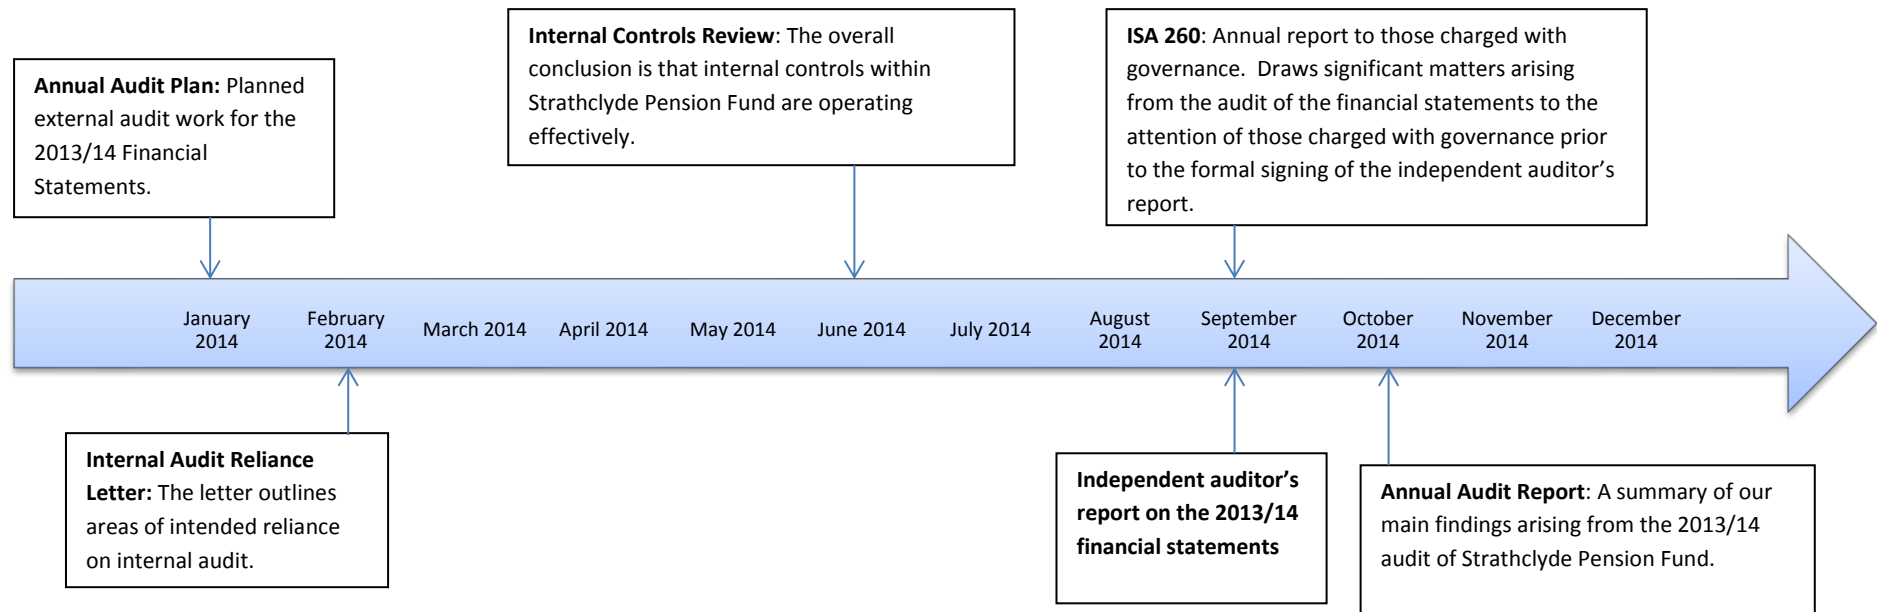 Annual Audit Plan: Planned
external audit work for the
2013/14 Financial
Statements.
Internal Controls Review: The overall
conclusion is that internal controls within
Strathclyde Pension Fund are operating
effectively.
ISA 260: Annual report to those charged with
governance.  Draws significant matters arising
from the audit of the financial statements to the
attention of those charged with governance prior
to the formal signing of the independent auditor’s
report.
January
2014
February
2014
March 2014
April 2014
May 2014
June 2014
July 2014
August
2014
September
2014
October
2014
November
2014
December
2014
Internal Audit Reliance
Letter: The letter outlines
areas of intended reliance
on internal audit.
Independent auditor’s
report on the 2013/14
financial statements
Annual Audit Report: A summary of our
main findings arising from the 2013/14
audit of Strathclyde Pension Fund.